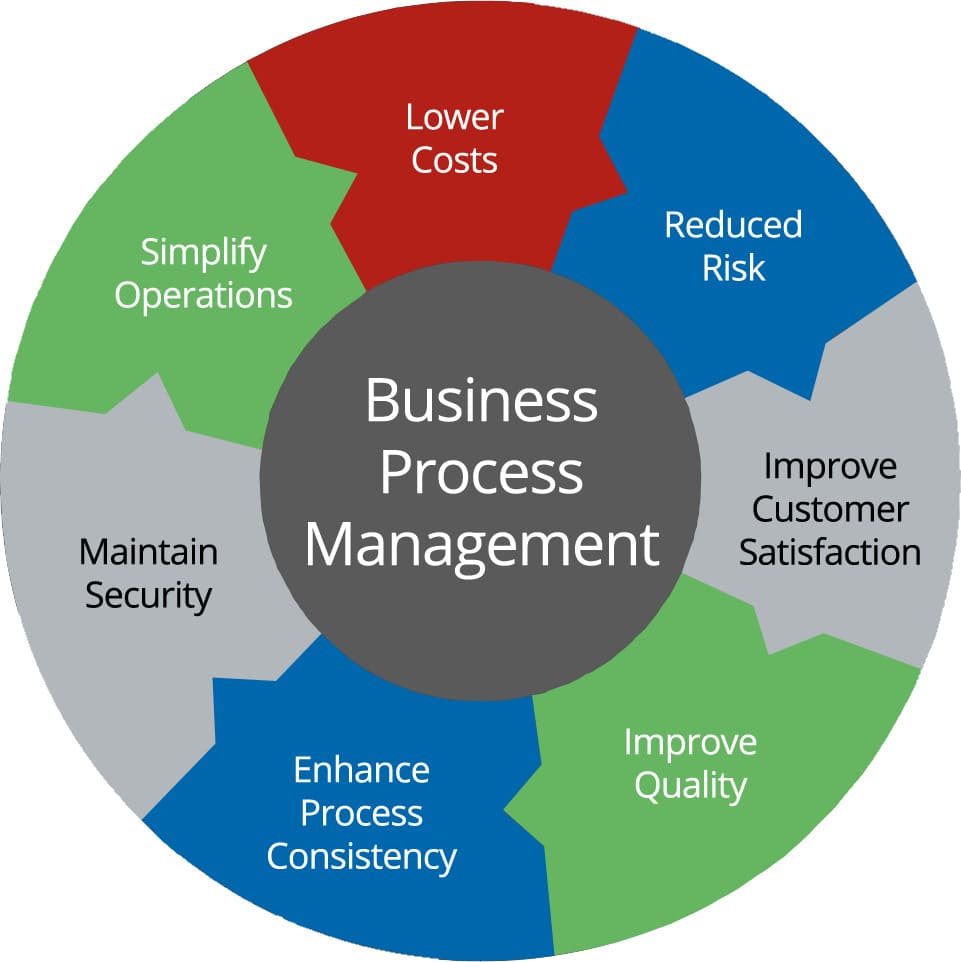 Lower
Costs
Reduced
Risk
Improve
Customer
Satisfaction
Improve
Quality
Enhance
Process
Consistency
Maintain
Security
Simplify
Operations
Business
Process
Management